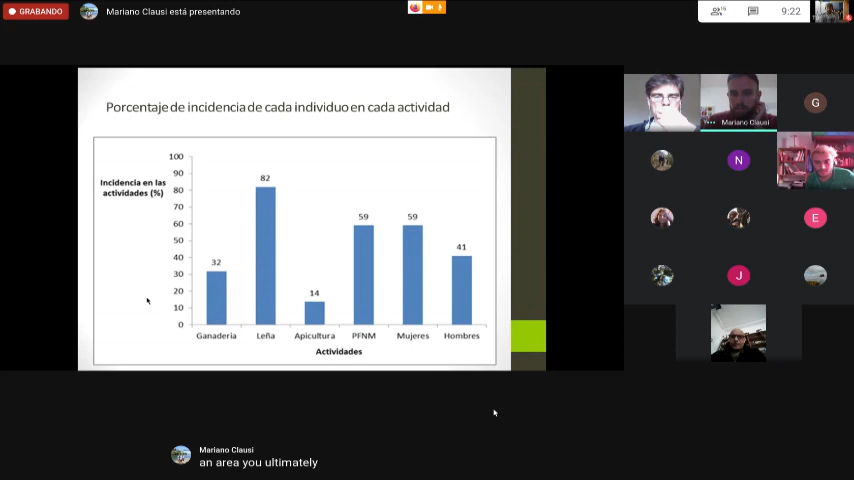 GRABANDO
Mariano Clausi está presentando
15
9:22
Porcentaje de incidencia de cada individuo en cada actividad
Incidencia en las
actividades (%)
100
90
80
70
60
50
40
30
20
10
0
32
82
14
59
59
41
Ganaderia
Leña
Apicultura
PFNM
Mujeres
Hombres
Actividades
Mariano Clausi
G
N
E
J
Mariano Clausi
an area you ultimately